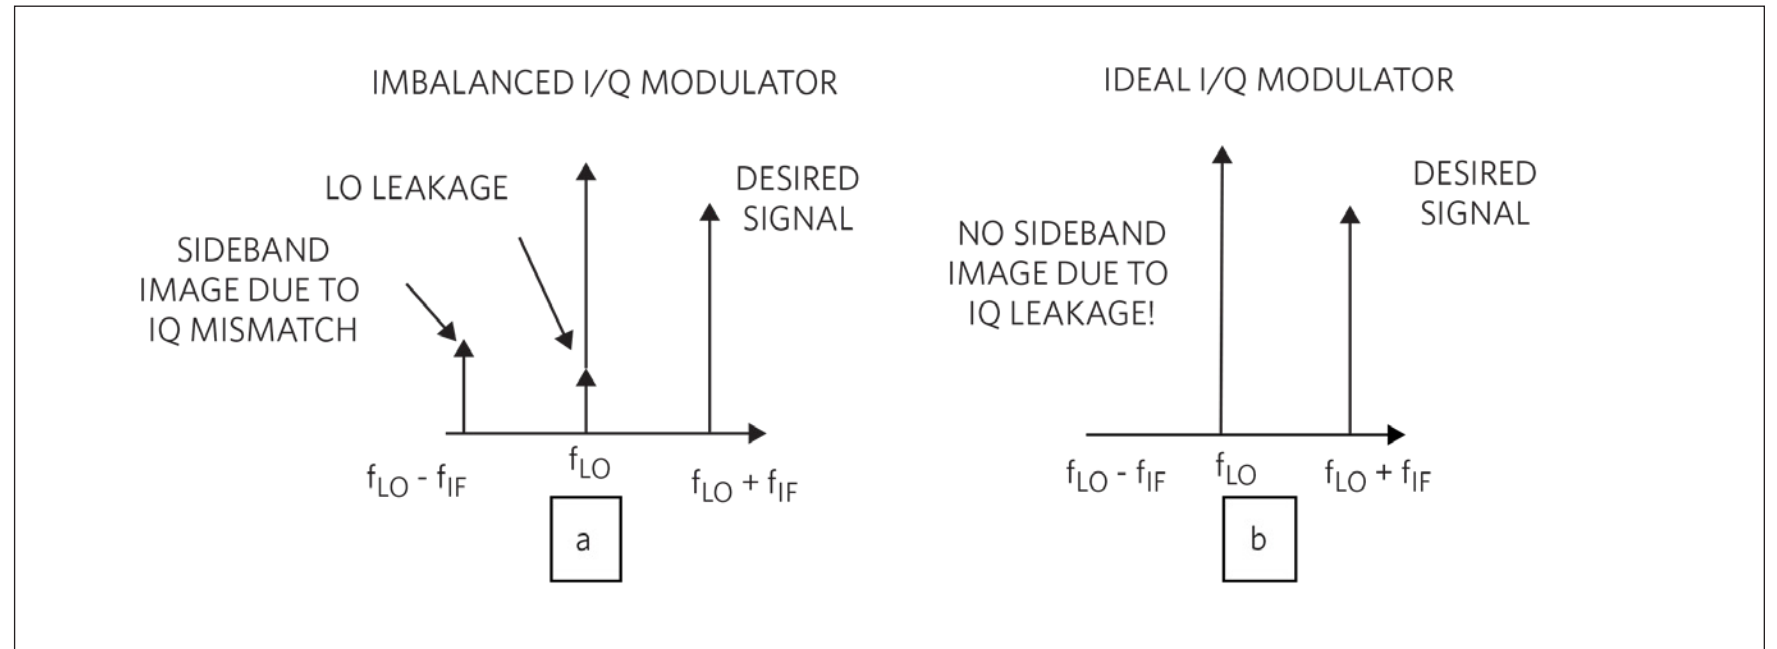 IMBALANCED I/Q MODULATOR
LO LEAKAGE
DESIRED
SIGNAL
SIDEBAND
IMAGE DUE TO
IQ MISMATCH
fLO - fIF
fLO
fLO + fIF
a
IDEAL I/Q MODULATOR
DESIRED
SIGNAL
NO SIDEBAND
IMAGE DUE TO
IQ LEAKAGE!
fLO - fIF
fLO
fLO + fIF
b